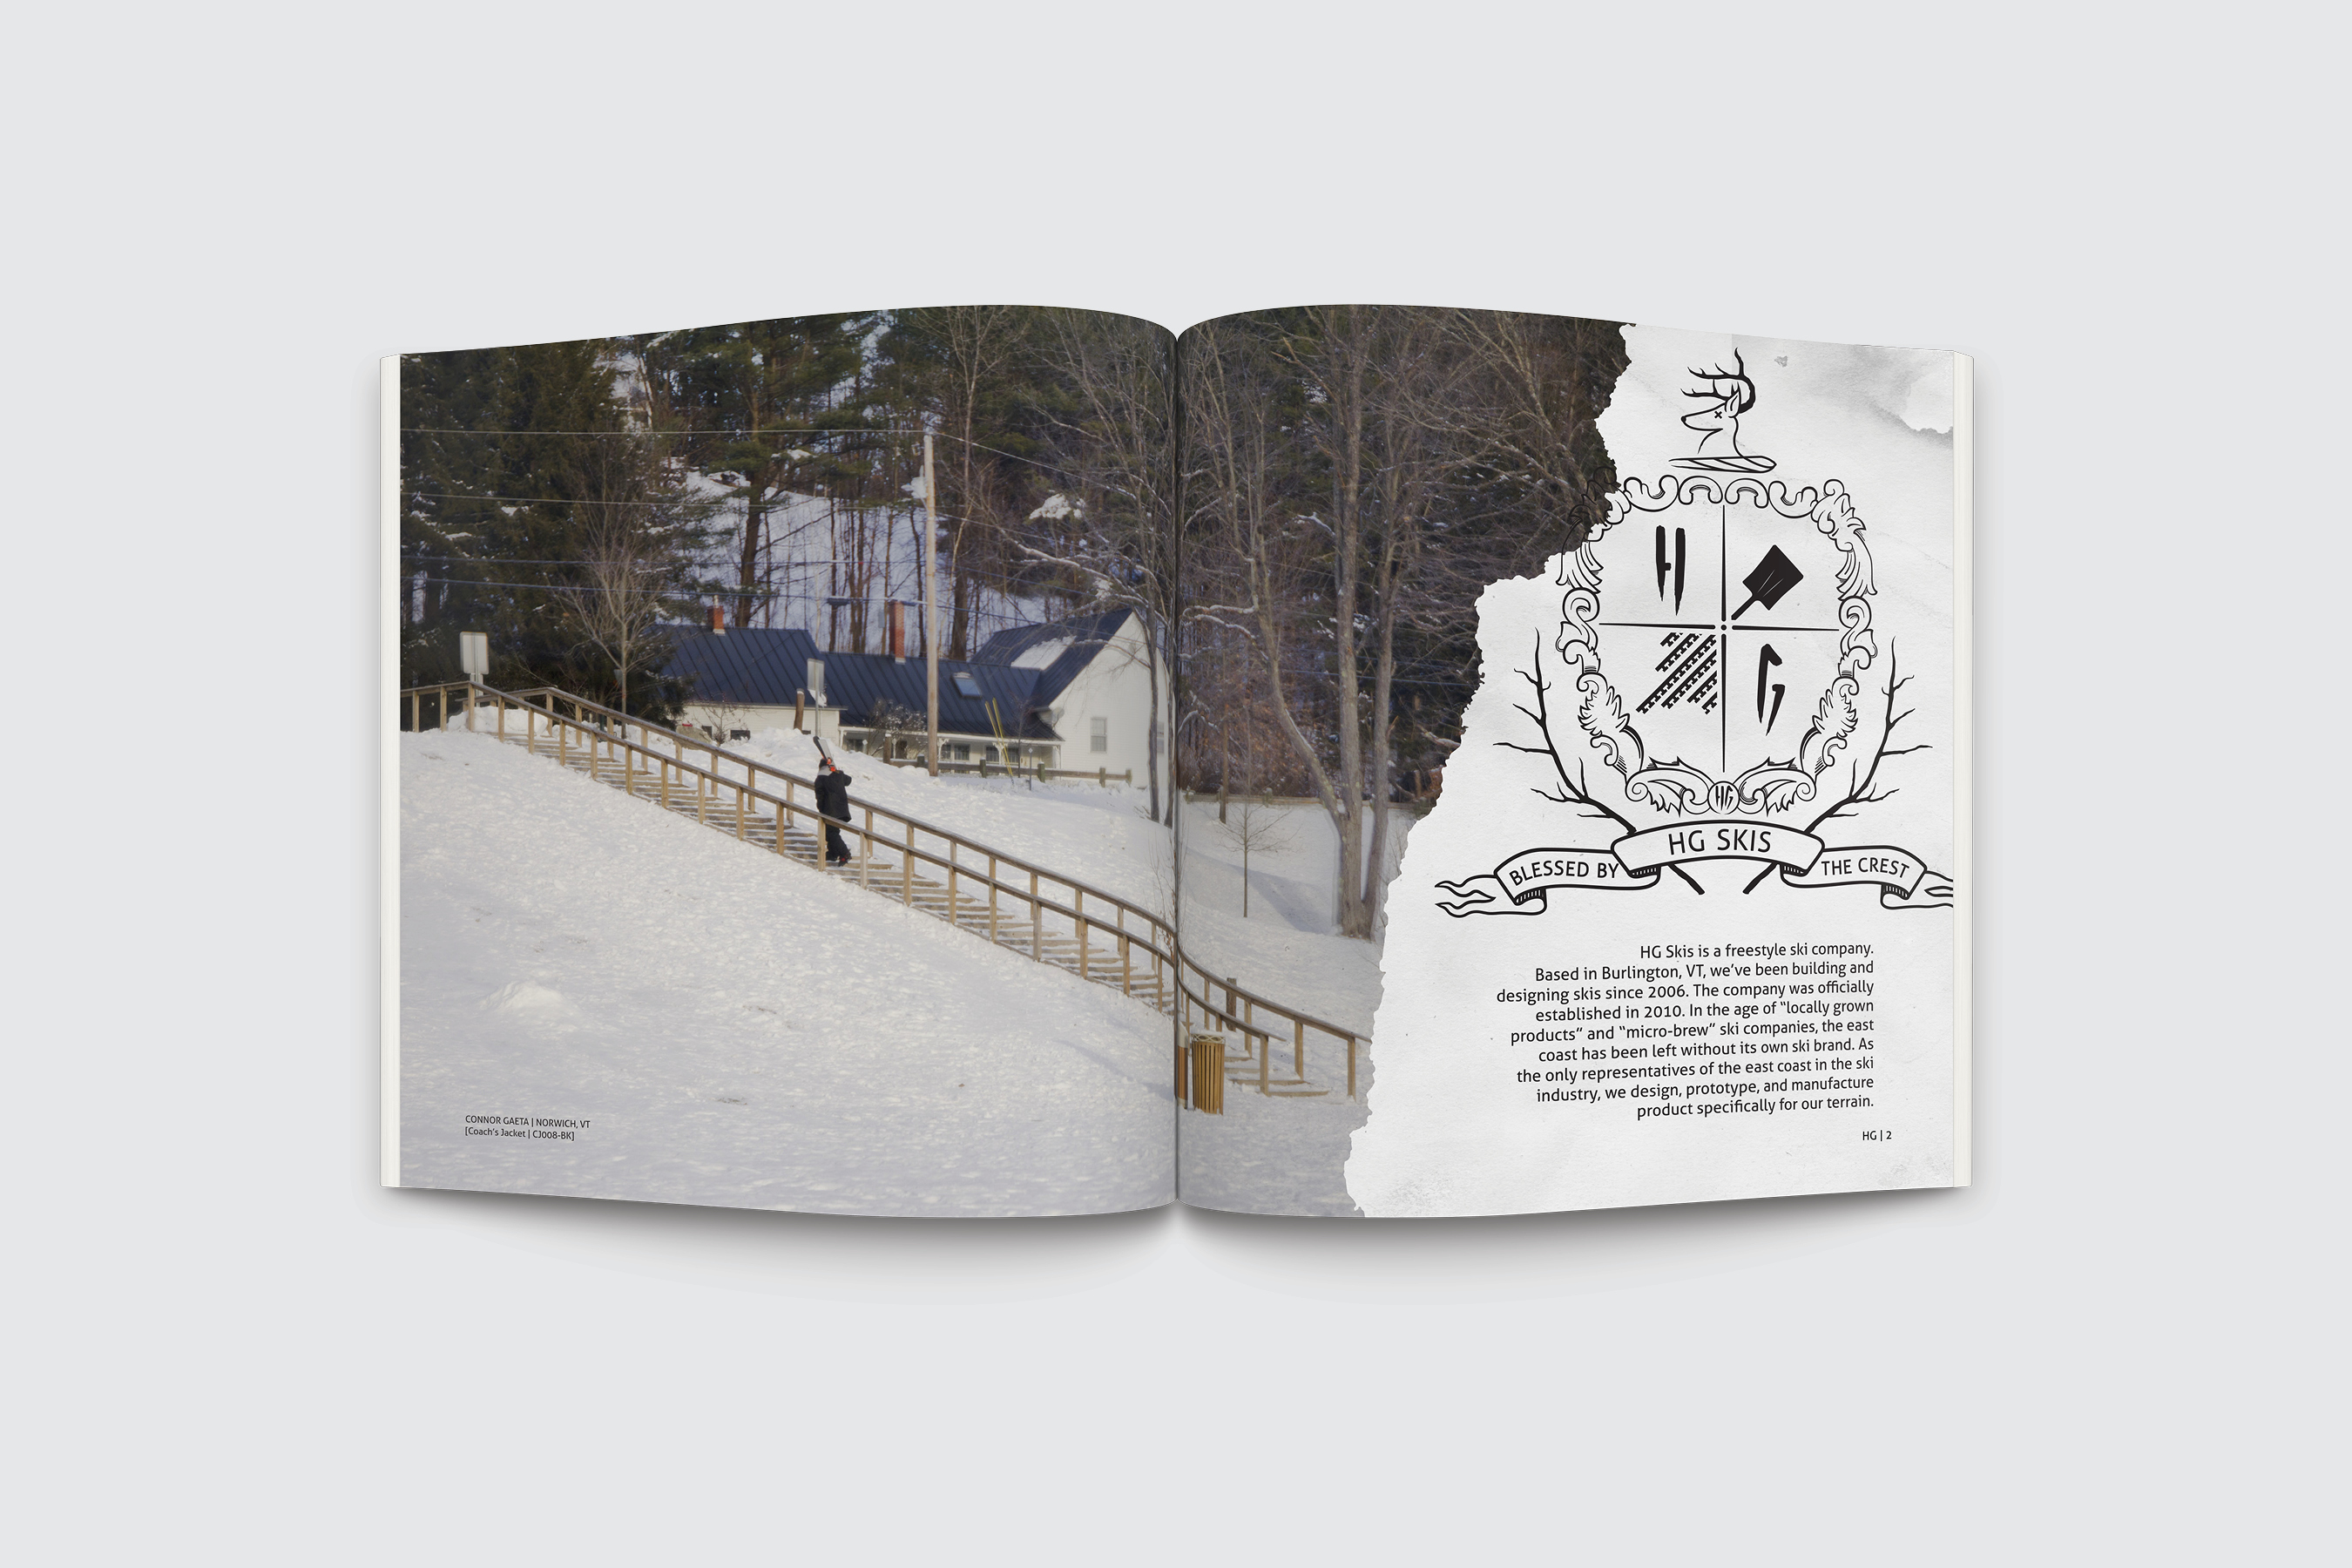 CONNOR GAETA | NORWICH, VT
[Coach's Jacket | CJ008-BK]
H
G
HG
HG SKIS
BLESSED BY
THE CREST
HG Skis is a freestyle ski company.
Based in Burlington, VT, we've been building and
designing skis since 2006. The company was officially
established in 2010. In the age of "locally grown
products" and "micro-brew" ski companies, the east
coast has been left without its own ski brand. As
the only representatives of the east coast in the ski
industry, we design, prototype, and manufacture
product specifically for our terrain.
HG | 2